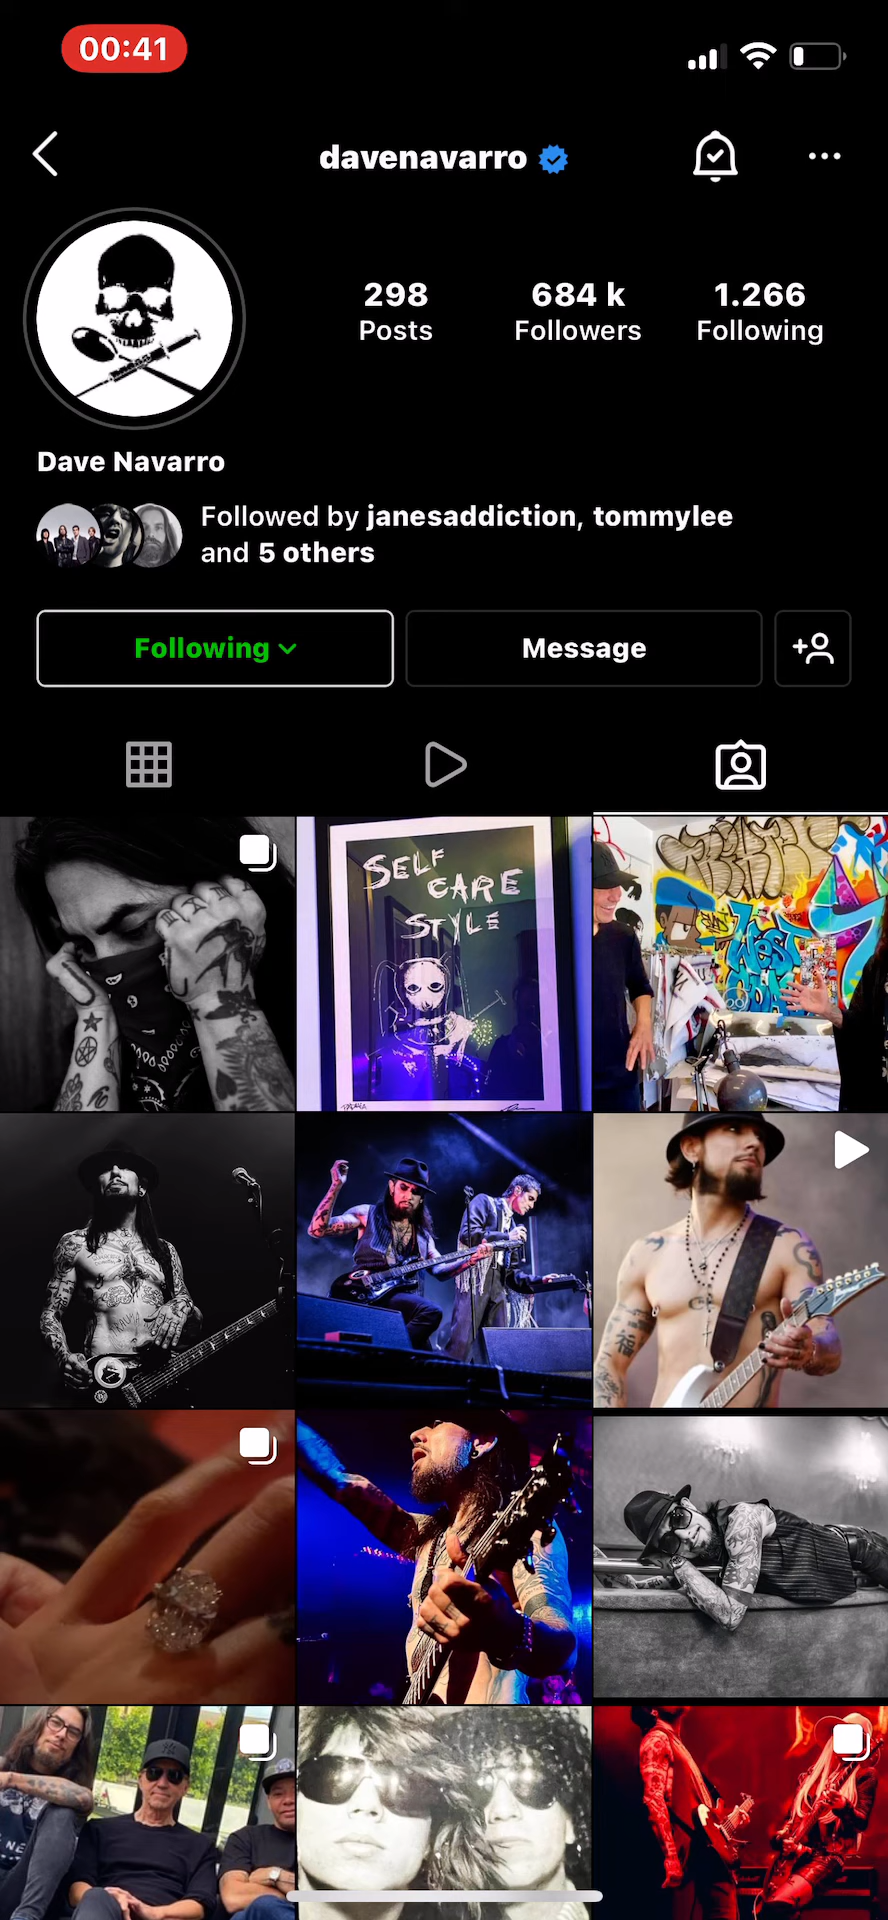 00:41
davenavarro
298
684 k
1.266
Posts
Followers
Following
Dave Navarro
Followed by janesaddiction, tommylee
and 5 others
Following
Message
SELF
CARE
STYLE
WEST